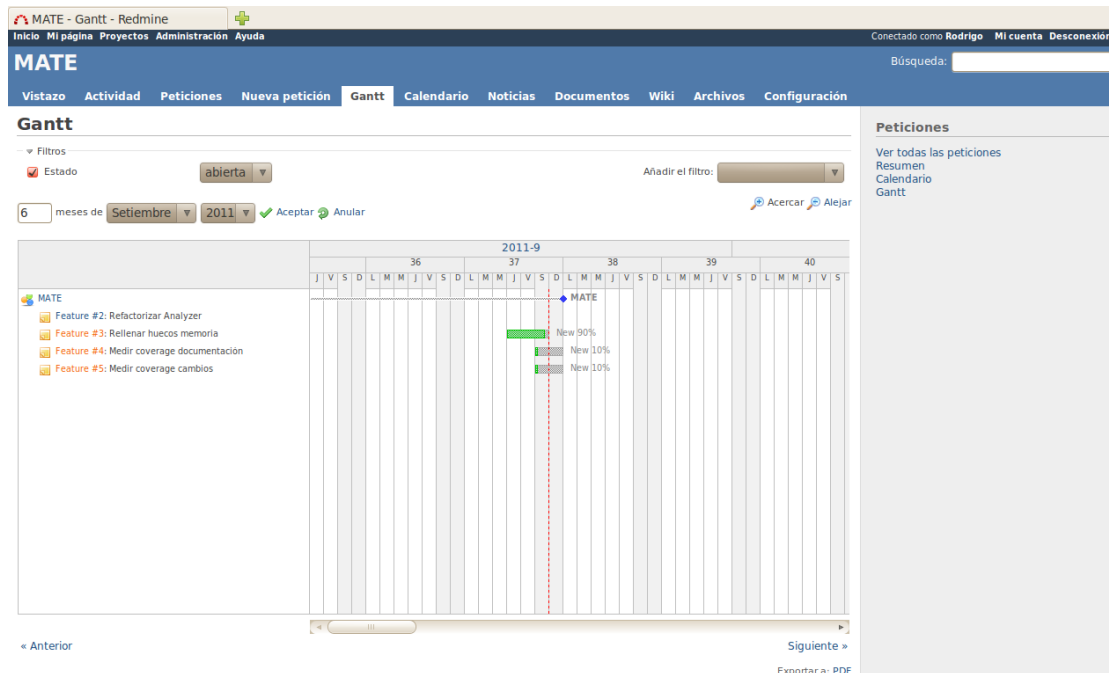 MATE - Gantt - Redmine
Inicio Mi página Proyectos Administración Ayuda
Conectado como Rodrigo Mi cuenta Desconexión
MATE
Búsqueda:
Vistazo Actividad Peticiones Nueva petición Gantt Calendario Noticias Documentos Wiki Archivos Configuración
Gantt
Filtros
Estado abierta Añadir el filtro:
6 meses de Setiembre 2011 Aceptar Anular
Acercar Alejar
2011-9
36 37 38 39 40
J V S D L M M J V S D L M M J V S D L M M J V S D L M M J V S D L M M J V S
MATE MATE
Feature #2: Refactorizar Analyzer
Feature #3: Rellenar huecos memoria New 90%
Feature #4: Medir coverage documentación New 10%
Feature #5: Medir coverage cambios New 10%
« Anterior Siguiente »
Exportar a: PDF
Peticiones
Ver todas las peticiones
Resumen
Calendario
Gantt